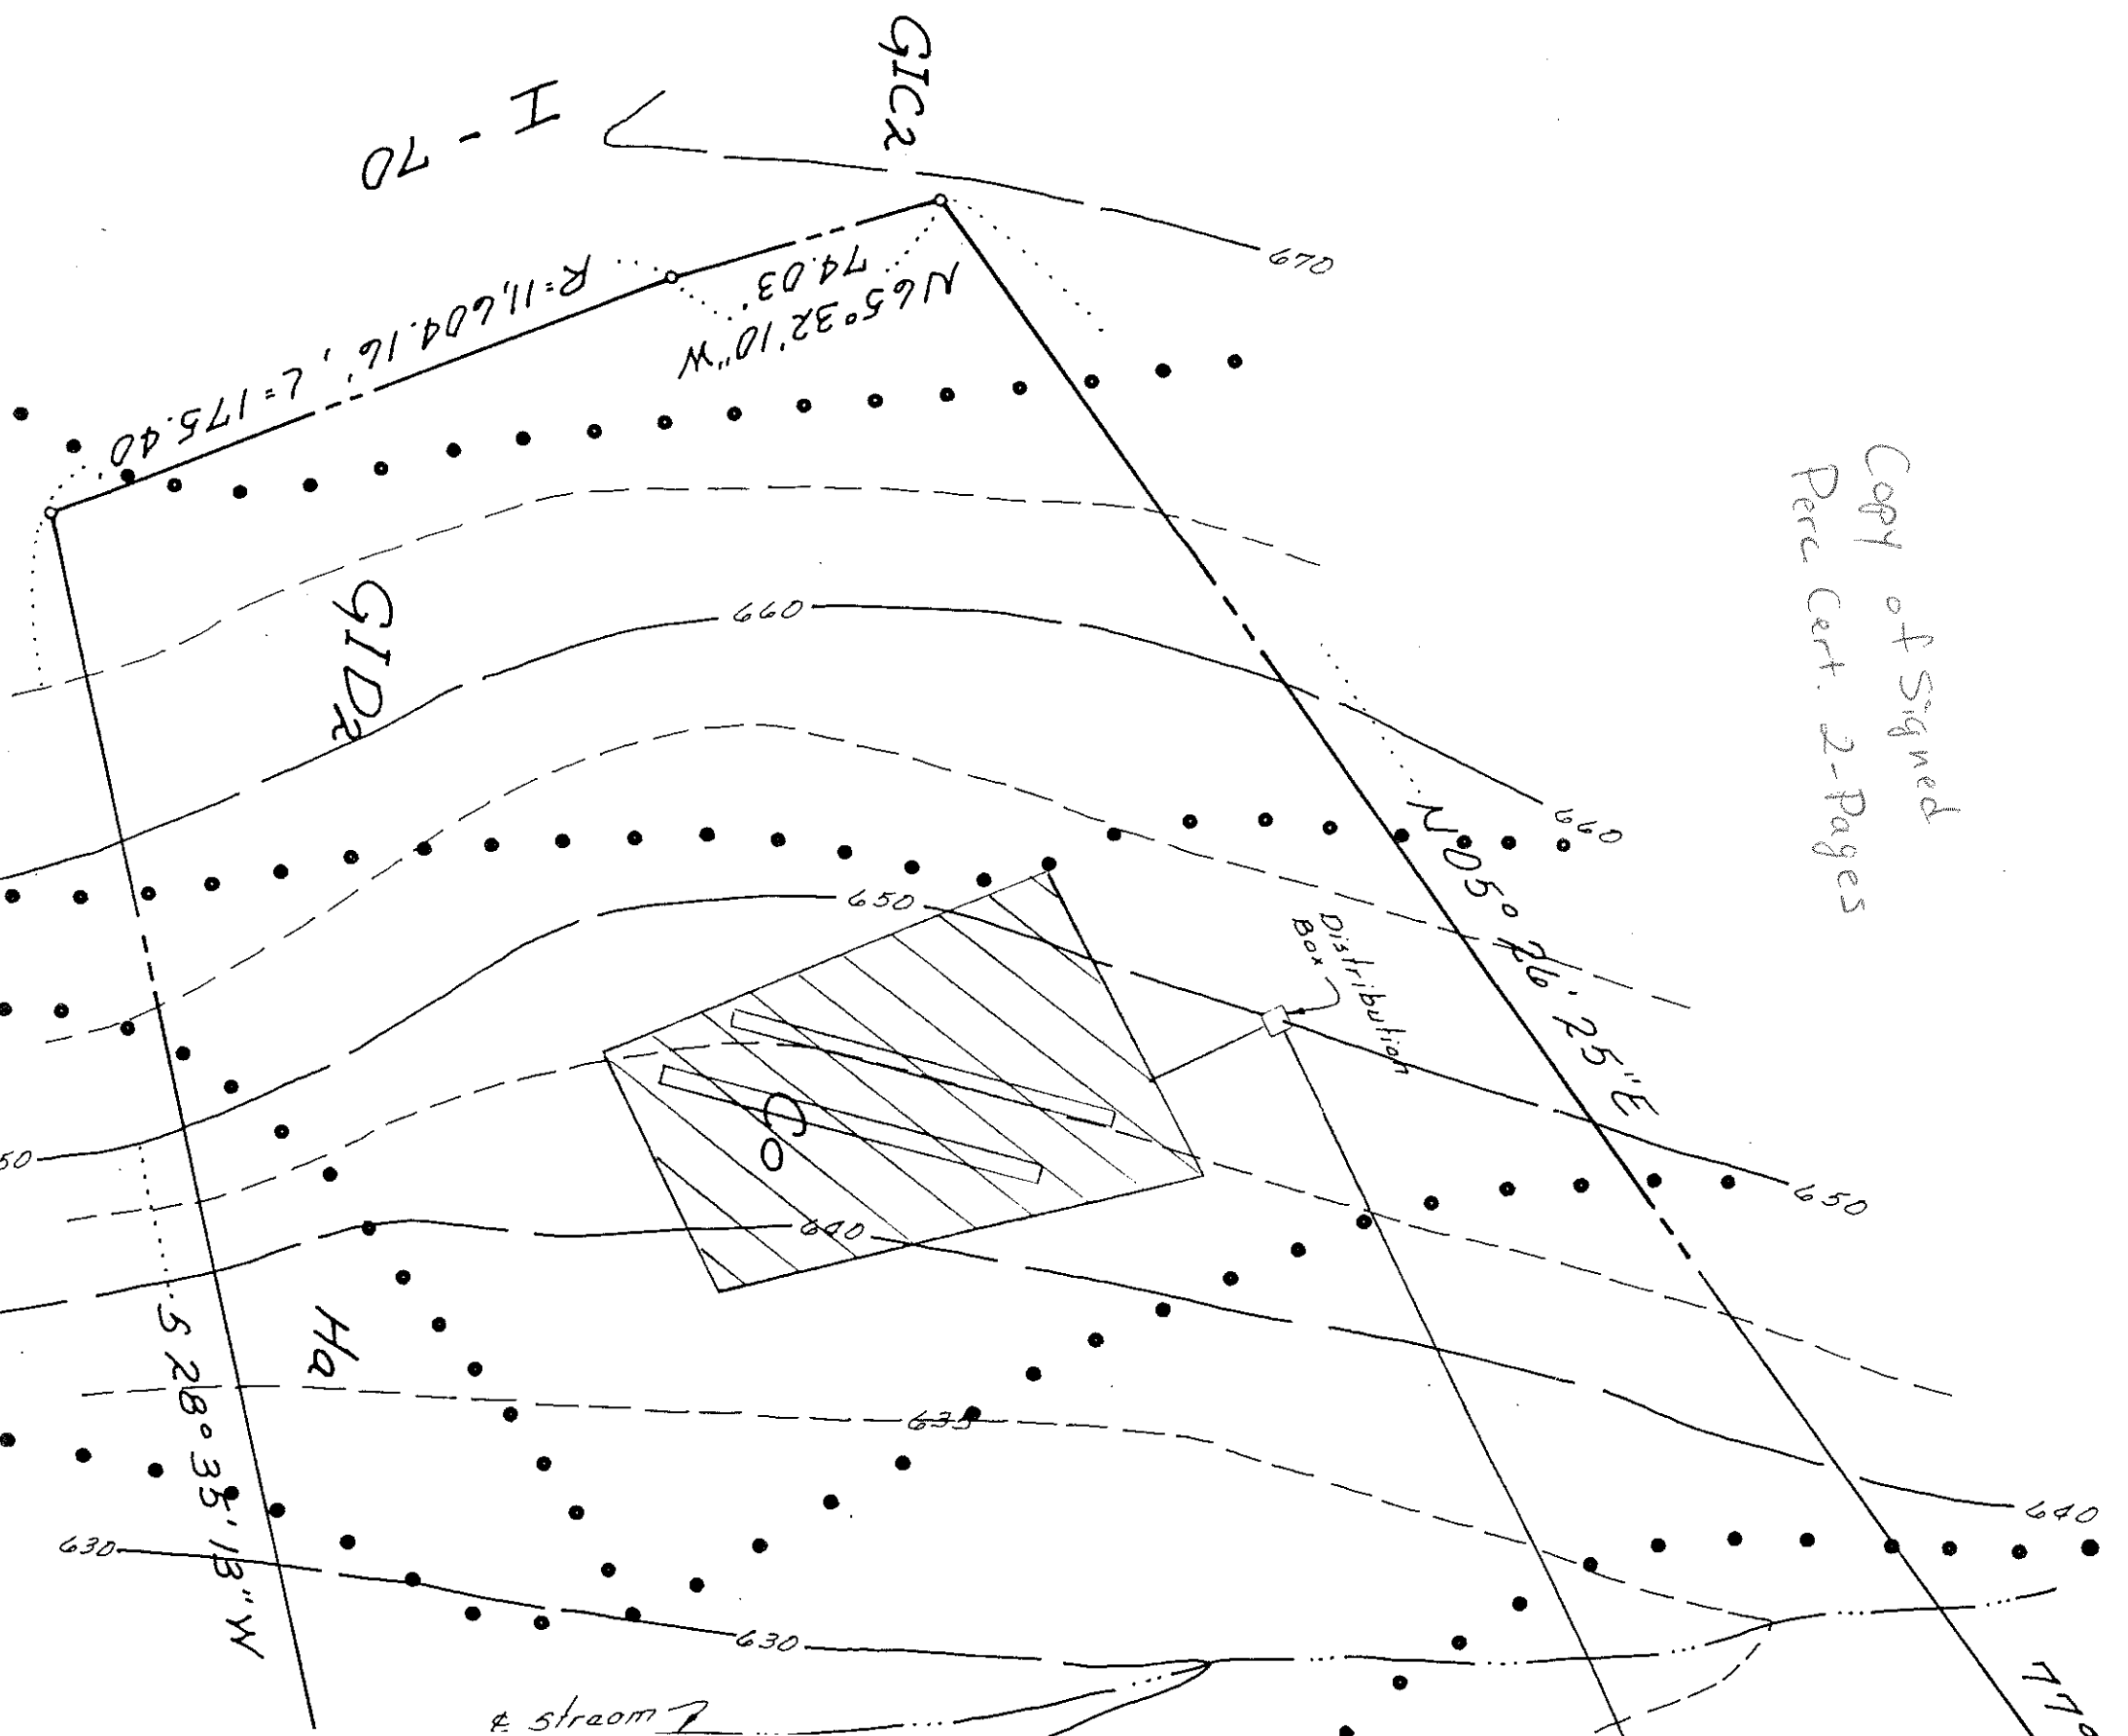 GIC2
I - 70
670
N65°32'10"W
74.03'
R=11,604.16', L=175.40'
Copy of Signed
Perc Cert. 2-Pages
GID2
660
660
N05°26'25"E
650
Distribution
Box
Co
650
50
640
Ha
S 28°35'13"W
635
640
630
630
℄ stream